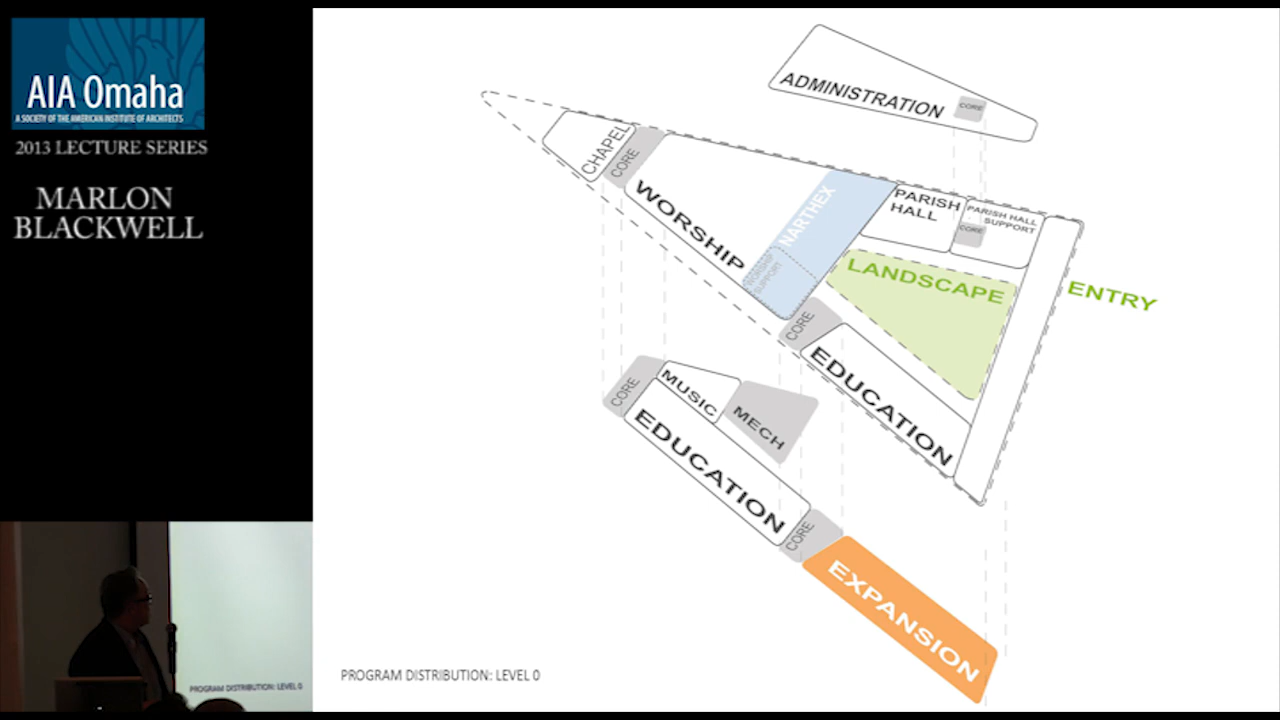 AIA Omaha
A SOCIETY OF THE AMERICAN INSTITUTE OF ARCHITECTS
2013 LECTURE SERIES
MARLON
BLACKWELL
ADMINISTRATION
CORE
CHAPEL
CORE
WORSHIP
NARTHEX
WORSHIP
SUPPORT
PARISH
HALL
PARISH HALL
SUPPORT
CORE
LANDSCAPE
ENTRY
CORE
EDUCATION
CORE
MUSIC
MECH
EDUCATION
CORE
EXPANSION
PROGRAM DISTRIBUTION: LEVEL 0
PROGRAM DISTRIBUTION: LEVEL 0